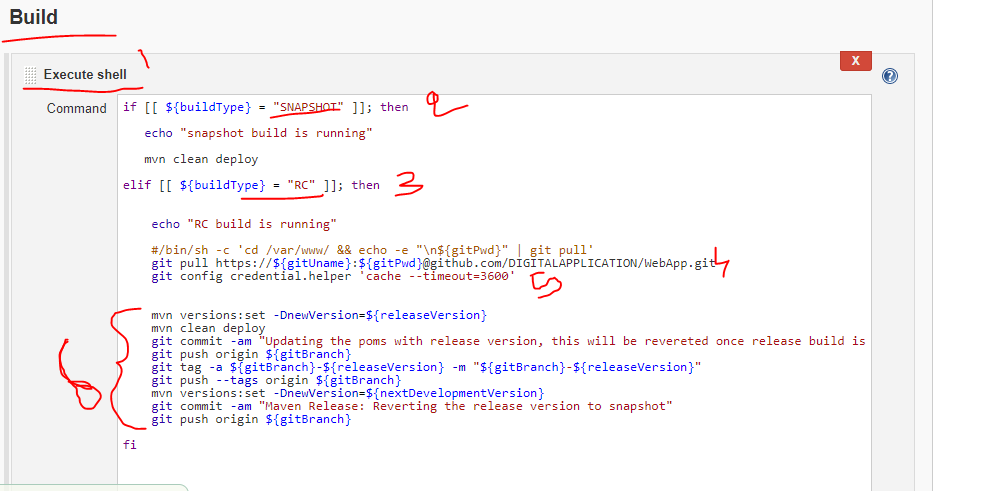 Build
1
Execute shell
X
?
Command
if [[ ${buildType} = "SNAPSHOT" ]]; then 2
echo "snapshot build is running"
mvn clean deploy
elif [[ ${buildType} = "RC" ]]; then 3
echo "RC build is running"
#/bin/sh -c 'cd /var/www/ && echo -e "\n${gitPwd}" | git pull'
git pull https://${gitUname}:${gitPwd}@github.com/DIGITALAPPLICATION/WebApp.git 4
git config credential.helper 'cache --timeout=3600' 5
mvn versions:set -DnewVersion=${releaseVersion}
mvn clean deploy
git commit -am "Updating the poms with release version, this will be revereted once release build is
git push origin ${gitBranch}
6
git tag -a ${gitBranch}-${releaseVersion} -m "${gitBranch}-${releaseVersion}"
git push --tags origin ${gitBranch}
mvn versions:set -DnewVersion=${nextDevelopmentVersion}
git commit -am "Maven Release: Reverting the release version to snapshot"
git push origin ${gitBranch}
fi